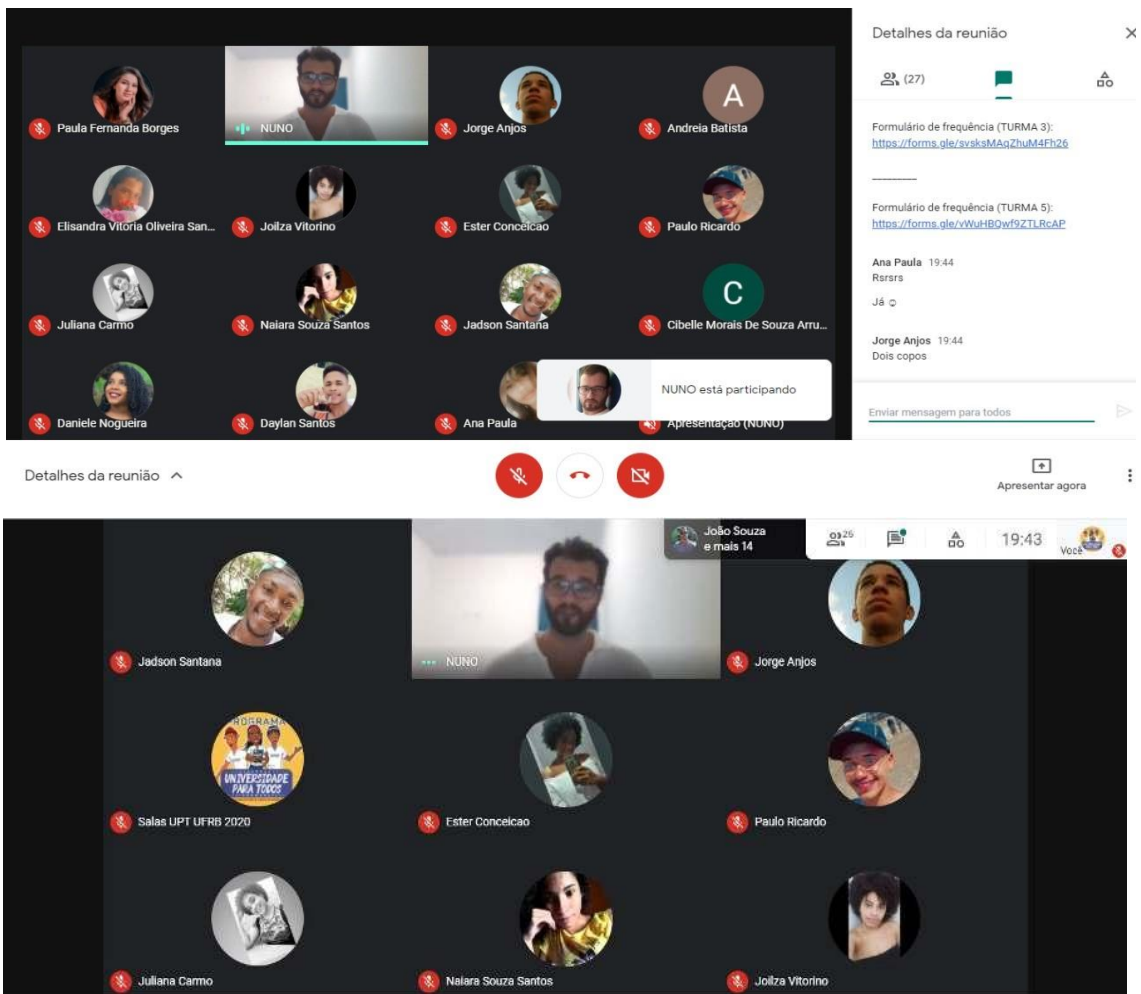 Detalhes da reunião
(27)
Paula Fernanda Borges
NUNO
Jorge Anjos
A
Andreia Batista
Elisandra Vitoria Oliveira San...
Joilza Vitorino
Ester Conceicao
Paulo Ricardo
Juliana Carmo
Naiara Souza Santos
Jadson Santana
C
Cibelle Morais De Souza Arru...
Daniele Nogueira
Daylan Santos
Ana Paula
NUNO está participando
Apresentação (NUNO)
Formulário de frequência (TURMA 3):
https://forms.gle/svsksMAqZhuM4Fh26
__________
Formulário de frequência (TURMA 5):
https://forms.gle/vWuHBQwf9ZTLRcAP
Ana Paula 19:44
Rsrsrs
Já ☺
Jorge Anjos 19:44
Dois copos
Enviar mensagem para todos
Detalhes da reunião
Apresentar agora
João Souza
e mais 14
26
19:43
Você
Jadson Santana
NUNO
Jorge Anjos
PROGRAMA
UNIVERSIDADE
PARA TODOS
Salas UPT UFRB 2020
Ester Conceicao
Paulo Ricardo
Juliana Carmo
Naiara Souza Santos
Joilza Vitorino